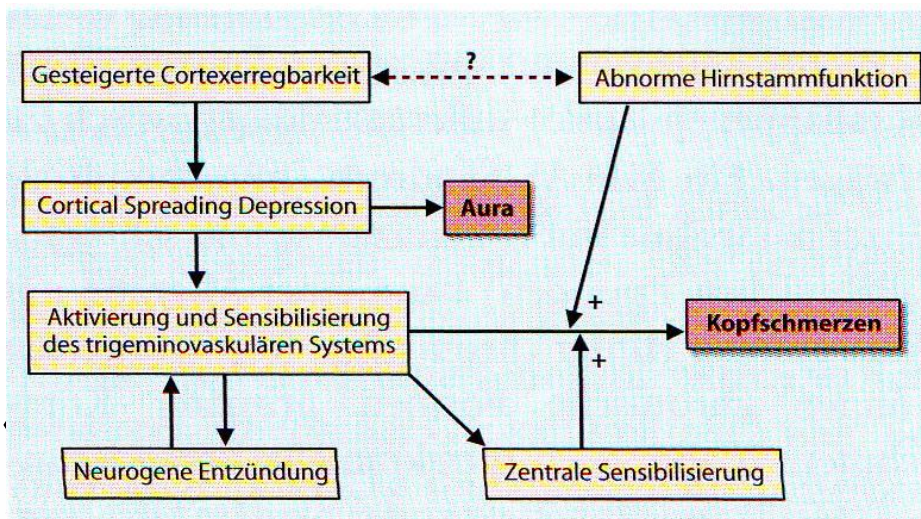 Gesteigerte Cortexerregbarkeit
?
Abnorme Hirnstammfunktion
Cortical Spreading Depression
Aura
Aktivierung und Sensibilisierung
des trigeminovaskulären Systems
+
Kopfschmerzen
+
Neurogene Entzündung
Zentrale Sensibilisierung